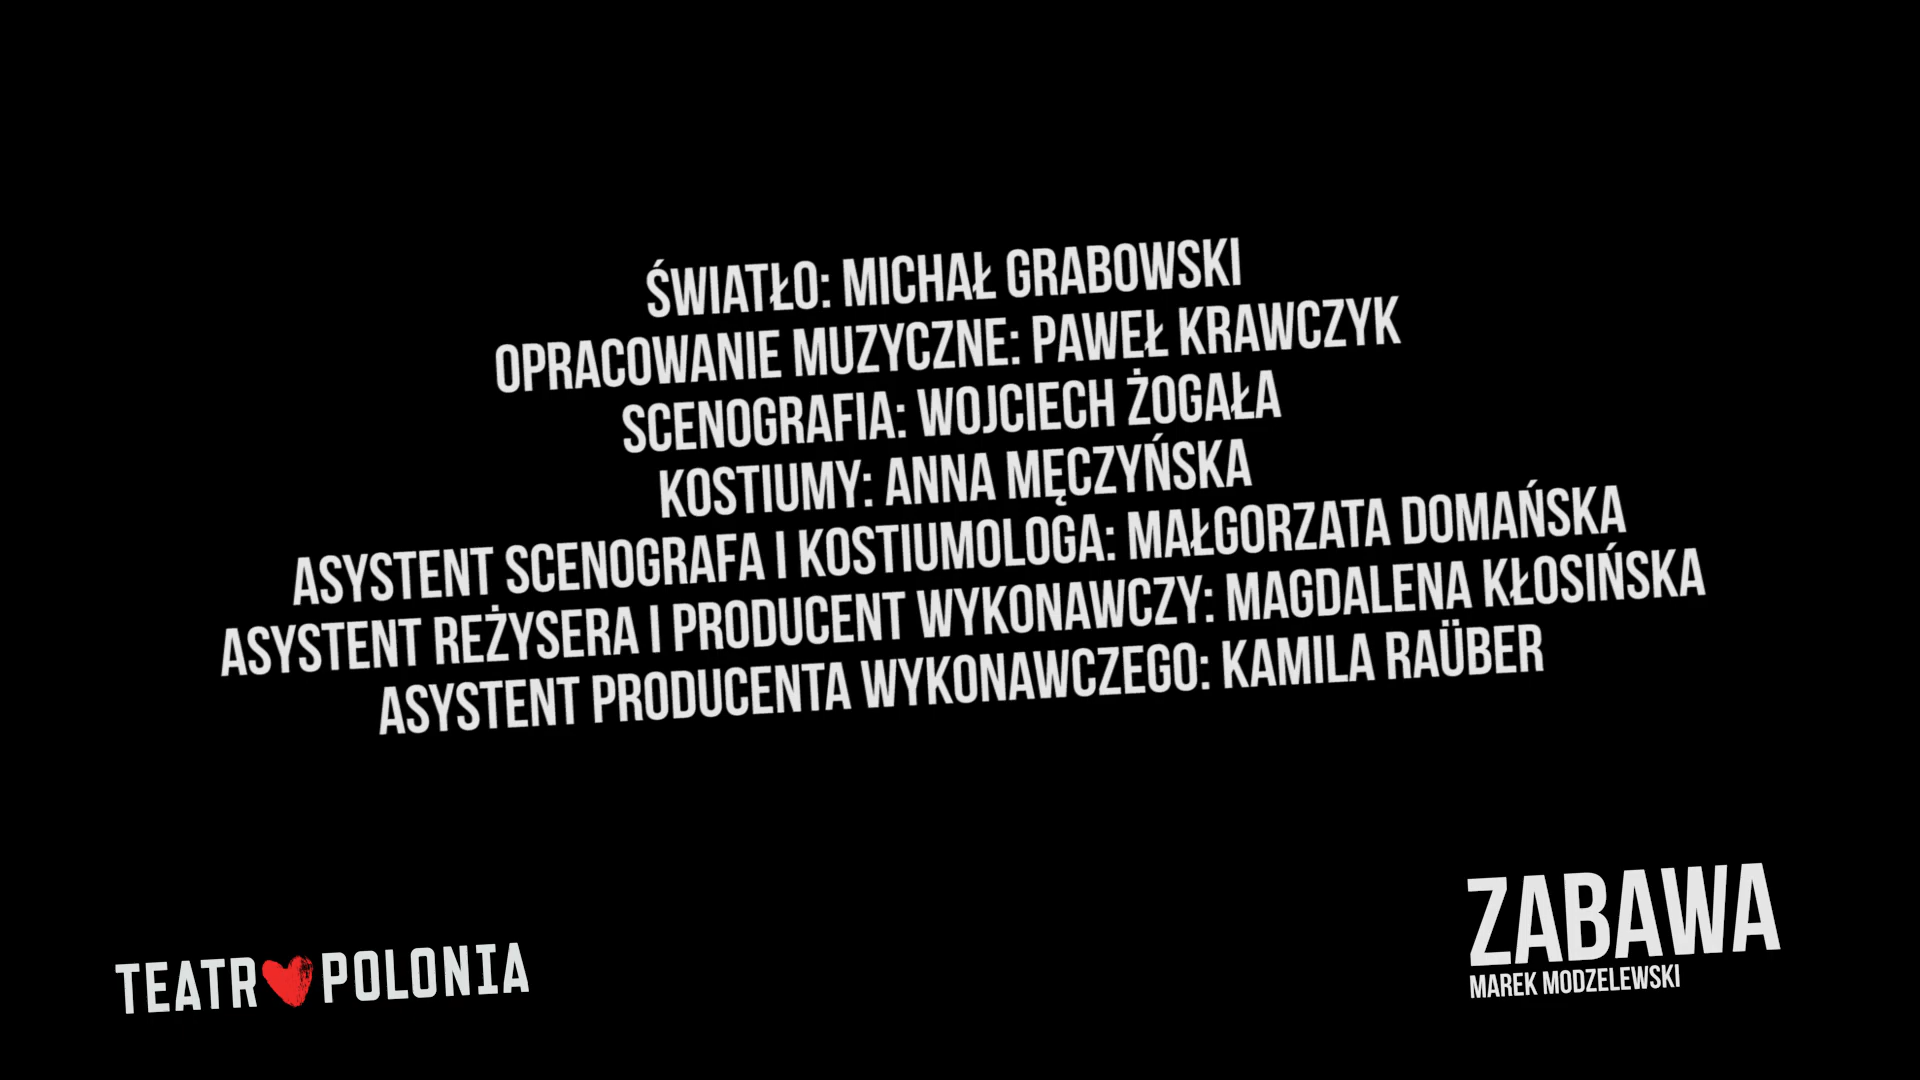 ŚWIATŁO: MICHAŁ GRABOWSKI
OPRACOWANIE MUZYCZNE: PAWEŁ KRAWCZYK
SCENOGRAFIA: WOJCIECH ŻOGAŁA
KOSTIUMY: ANNA MĘCZYŃSKA
ASYSTENT SCENOGRAFA I KOSTIUMOLOGA: MAŁGORZATA DOMAŃSKA
ASYSTENT REŻYSERA I PRODUCENT WYKONAWCZY: MAGDALENA KŁOSIŃSKA
ASYSTENT PRODUCENTA WYKONAWCZEGO: KAMILA RAÜBER
TEATR POLONIA
ZABAWA
MAREK MODZELEWSKI